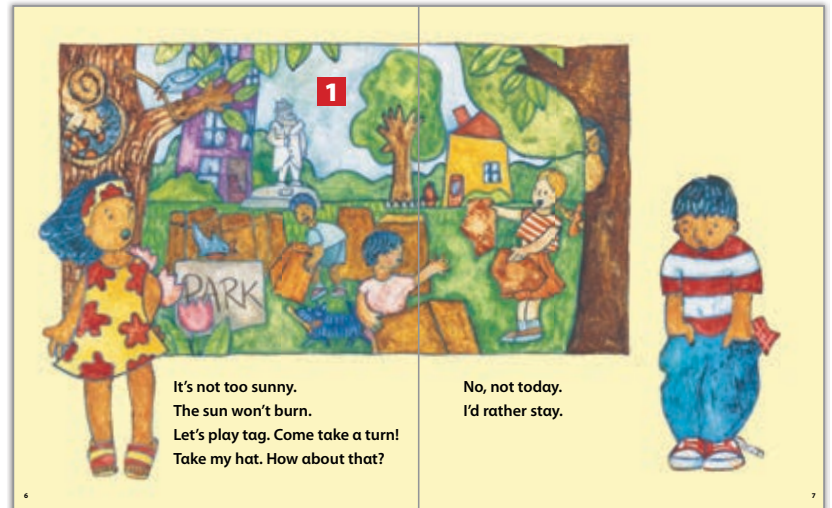 1
PARK
It's not too sunny.
The sun won't burn.
Let's play tag. Come take a turn!
Take my hat. How about that?
No, not today.
I'd rather stay.
6
7